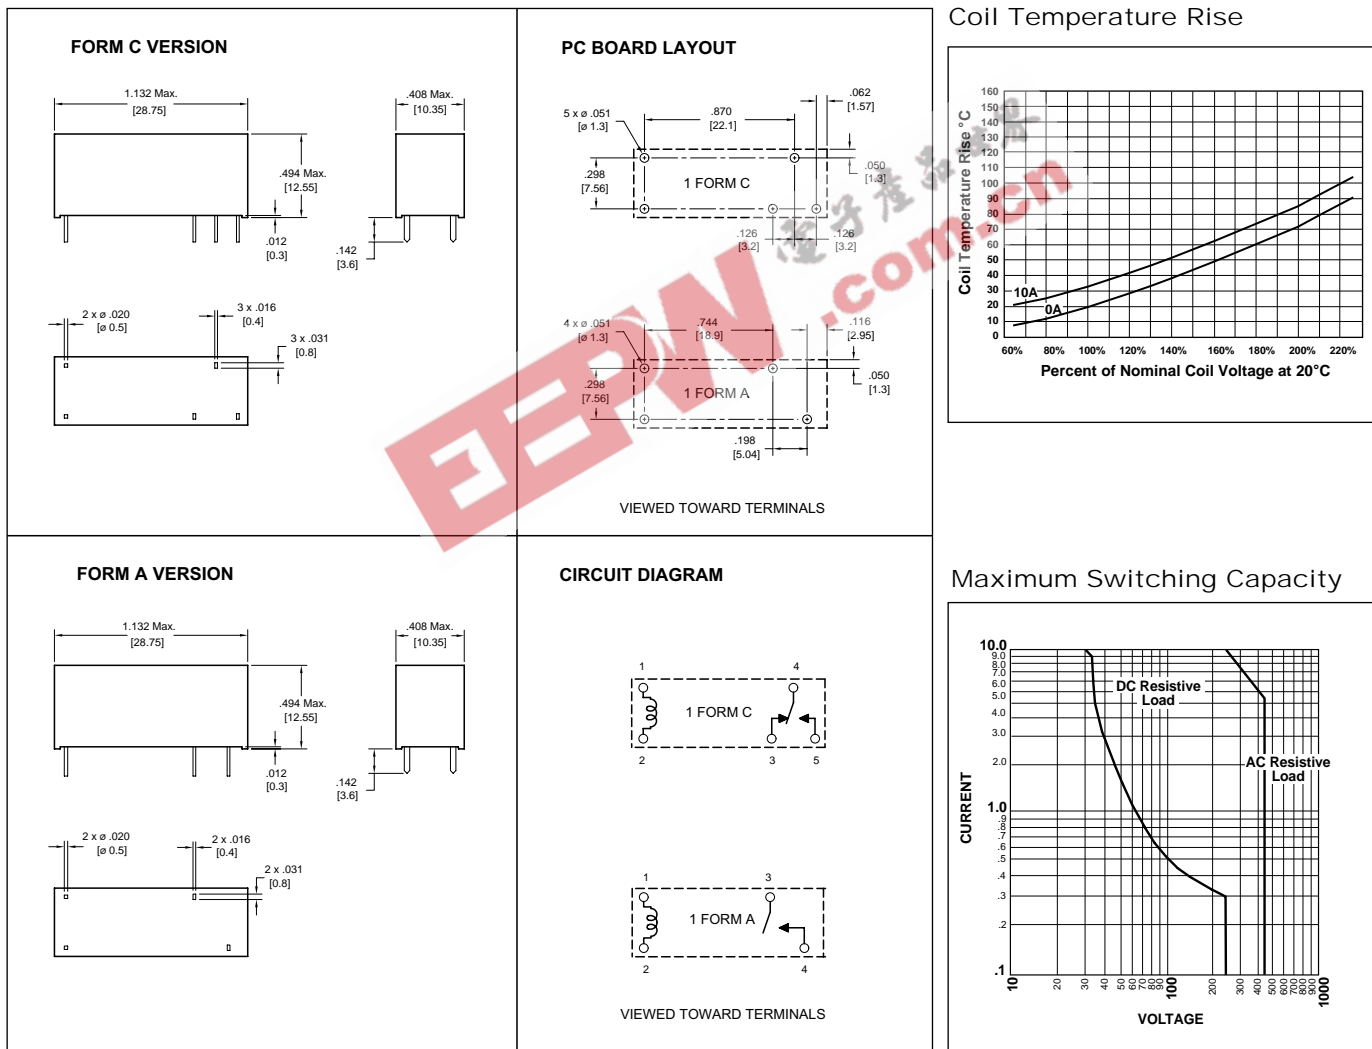 FORM C VERSION
1.132 Max.
[28.75]
.408 Max.
[10.35]
.494 Max.
[12.55]
.012
[0.3]
.142
[3.6]
2 x ø .020
[ø 0.5]
3 x .016
[0.4]
3 x .031
[0.8]
PC BOARD LAYOUT
5 x ø .051
[ø 1.3]
.870
[22.1]
.062
[1.57]
.298
[7.56]
1 FORM C
.050
[1.3]
.126
[3.2]
.126
[3.2]
4 x ø .051
[ø 1.3]
.744
[18.9]
.116
[2.95]
.298
[7.56]
1 FORM A
.050
[1.3]
.198
[5.04]
VIEWED TOWARD TERMINALS
Coil Temperature Rise
Coil Temperature Rise °C
160
150
140
130
120
110
100
90
80
70
60
50
40
30
20
10
0
10A
0A
60% 80% 100% 120% 140% 160% 180% 200% 220%
Percent of Nominal Coil Voltage at 20°C
EEPW
.com.cn
電子產品世界
FORM A VERSION
1.132 Max.
[28.75]
.408 Max.
[10.35]
.494 Max.
[12.55]
.012
[0.3]
.142
[3.6]
2 x ø .020
[ø 0.5]
2 x .016
[0.4]
2 x .031
[0.8]
CIRCUIT DIAGRAM
1 4
1 FORM C
2 3 5
1 3
1 FORM A
2 4
VIEWED TOWARD TERMINALS
Maximum Switching Capacity
CURRENT
10.0
9.0
8.0
7.0
6.0
5.0
4.0
3.0
2.0
1.0
.9
.8
.7
.6
.5
.4
.3
.2
.1
DC Resistive
Load
AC Resistive
Load
10 20 30 40 50 60 70 80 90 100 200 300 400 500 600 700 800 900 1000
VOLTAGE